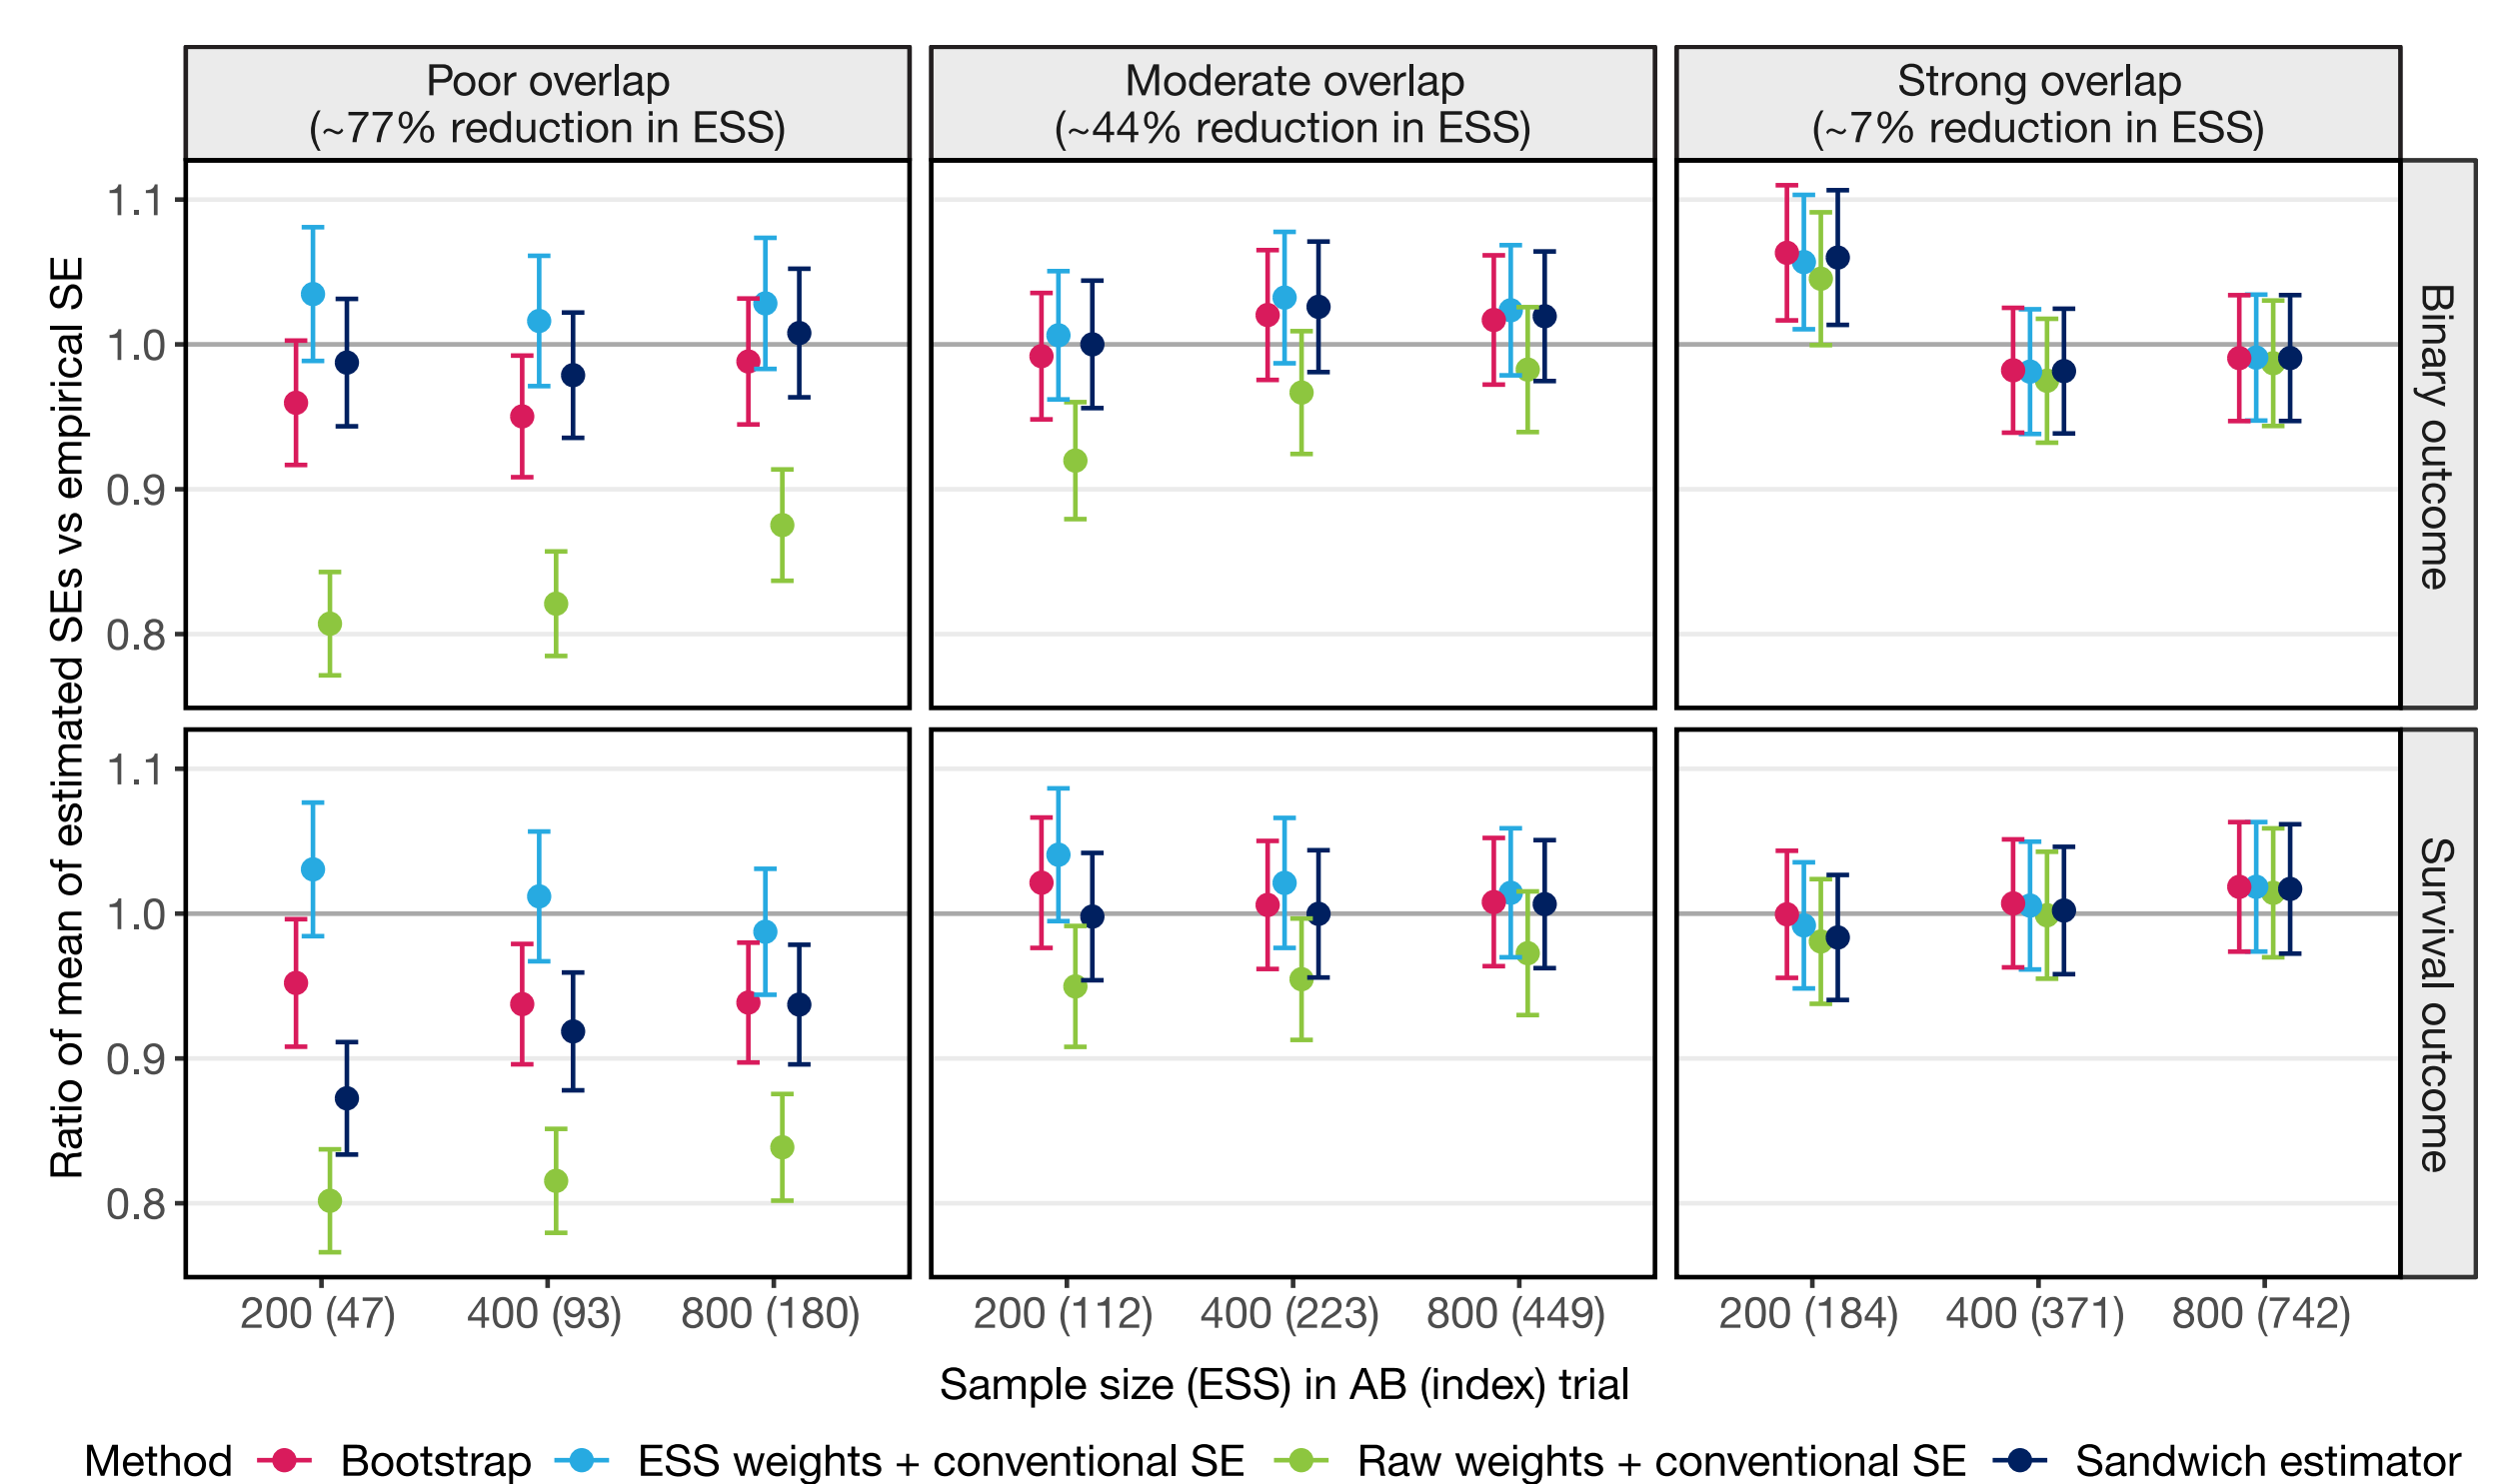 Poor overlap
(~77% reduction in ESS)
Moderate overlap
(~44% reduction in ESS)
Strong overlap
(~7% reduction in ESS)
Ratio of mean of estimated SEs vs empirical SE
1.1
1.0
0.9
0.8
Binary outcome
1.1
1.0
0.9
0.8
Survival outcome
200 (47) 400 (93) 800 (180) 200 (112) 400 (223) 800 (449) 200 (184) 400 (371) 800 (742)
Sample size (ESS) in AB (index) trial
Method Bootstrap ESS weights + conventional SE Raw weights + conventional SE Sandwich estimator